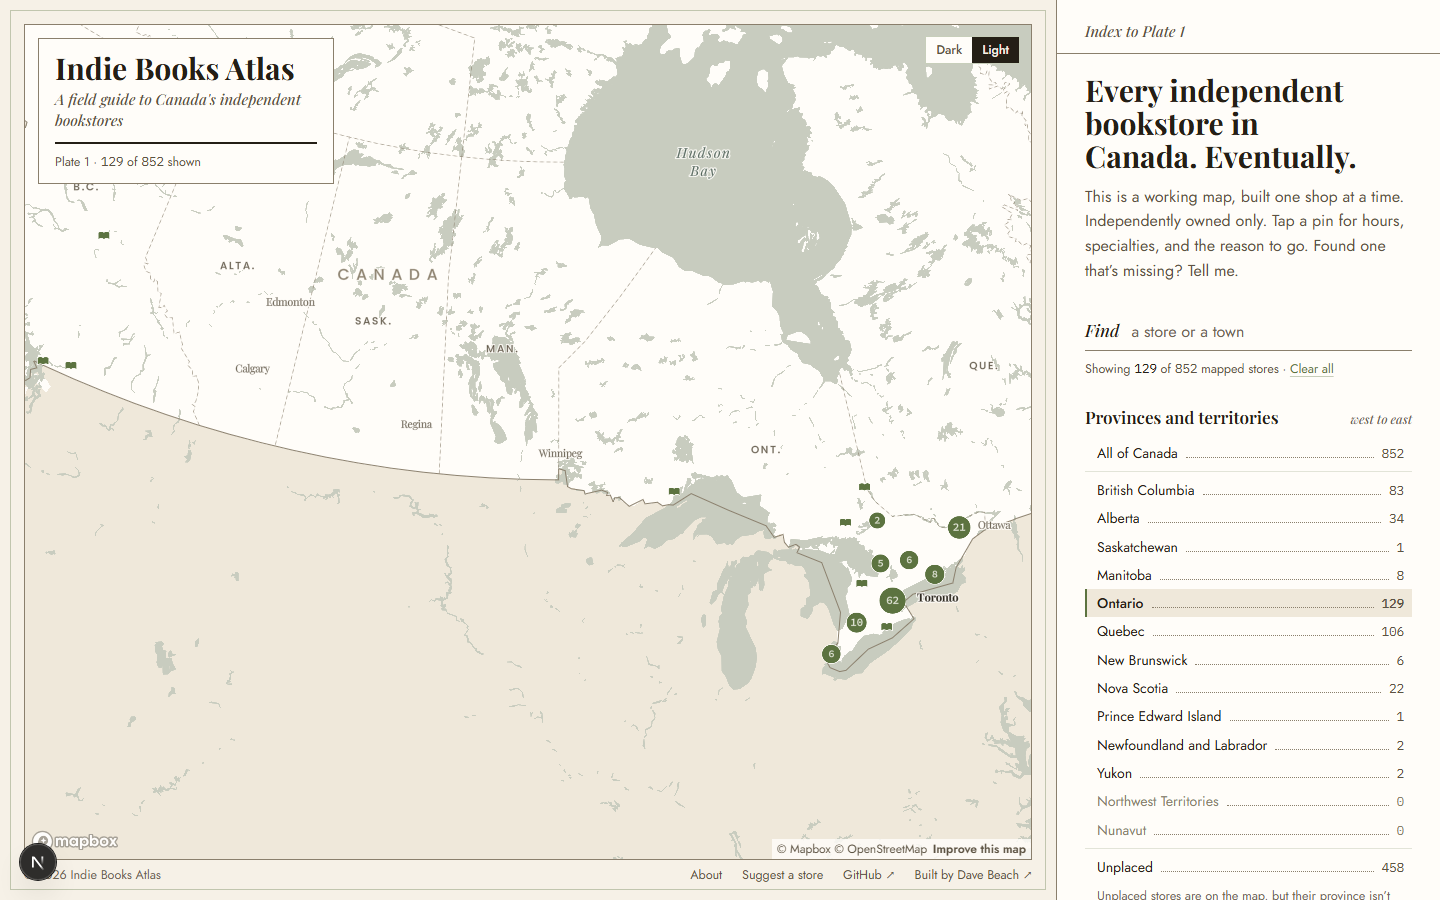 Indie Books Atlas
A field guide to Canada's independent
bookstores
Plate 1 · 129 of 852 shown
Dark
Light
Hudson
Bay
B.C.
ALTA.
CANADA
Edmonton
SASK.
MAN.
Calgary
QUE.
Regina
Winnipeg
ONT.
2
21
Ottawa
5
6
8
62
Toronto
10
6
mapbox
© Mapbox © OpenStreetMap Improve this map
N
26 Indie Books Atlas
About
Suggest a store
GitHub ↗
Built by Dave Beach ↗
Index to Plate 1
Every independent
bookstore in
Canada. Eventually.
This is a working map, built one shop at a time.
Independently owned only. Tap a pin for hours,
specialties, and the reason to go. Found one
that's missing? Tell me.
Find a store or a town
Showing 129 of 852 mapped stores · Clear all
Provinces and territories west to east
All of Canada 852
British Columbia 83
Alberta 34
Saskatchewan 1
Manitoba 8
Ontario 129
Quebec 106
New Brunswick 6
Nova Scotia 22
Prince Edward Island 1
Newfoundland and Labrador 2
Yukon 2
Northwest Territories 0
Nunavut 0
Unplaced 458
Unplaced stores are on the map, but their province isn't